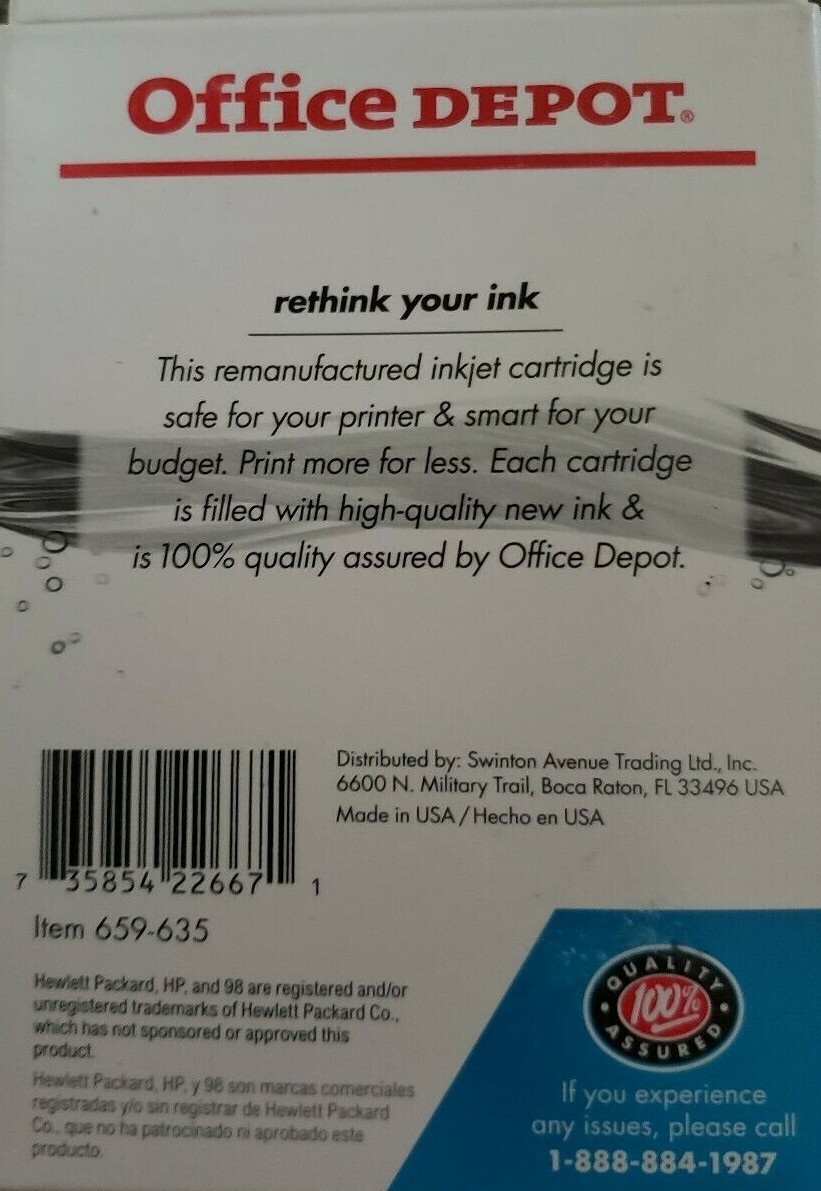 Office DEPOT®
rethink your ink
This remanufactured inkjet cartridge is
safe for your printer & smart for your
budget. Print more for less. Each cartridge
is filled with high-quality new ink &
is 100% quality assured by Office Depot.
Distributed by: Swinton Avenue Trading Ltd., Inc.
6600 N. Military Trail, Boca Raton, FL 33496 USA
Made in USA / Hecho en USA
7 35854 22667 1
Item 659-635
Hewlett Packard, HP, and 98 are registered and/or
unregistered trademarks of Hewlett Packard Co.,
which has not sponsored or approved this
product.
Hewlett Packard, HP, y 98 son marcas comerciales
registradas y/o sin registrar de Hewlett Packard
Co., que no ha patrocinado ni aprobado este
producto.
QUALITY
100%
ASSURED
If you experience
any issues, please call
1-888-884-1987